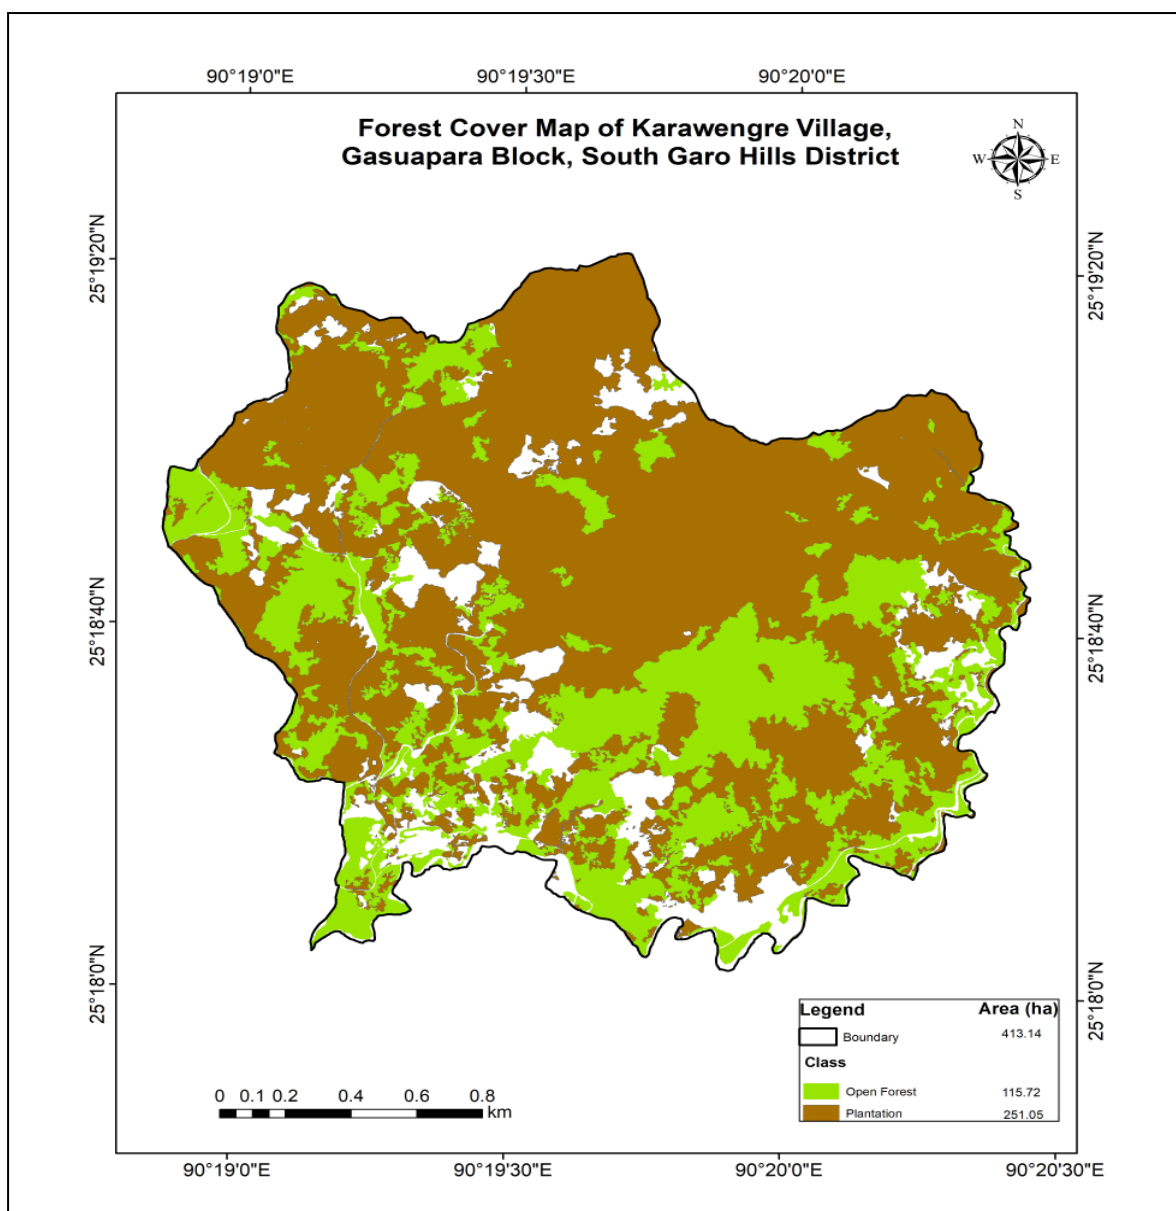 90°19'0"E 90°19'30"E 90°20'0"E
Forest Cover Map of Karawengre Village,
Gasuapara Block, South Garo Hills District
N
W E
S
25°19'20"N 25°19'20"N
25°18'40"N 25°18'40"N
25°18'0"N 25°18'0"N
Legend Area (ha)
Boundary 413.14
Class
Open Forest 115.72
Plantation 251.05
0 0.1 0.2 0.4 0.6 0.8
km
90°19'0"E 90°19'30"E 90°20'0"E 90°20'30"E